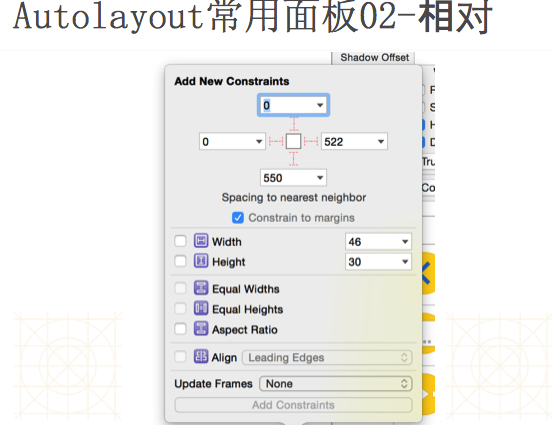 Autolayout常用面板02-相对
Shadow Offset
Add New Constraints
0
0
522
550
Spacing to nearest neighbor
Constrain to margins
Width
46
Height
30
Equal Widths
Equal Heights
Aspect Ratio
Align
Leading Edges
Update Frames
None
Add Constraints